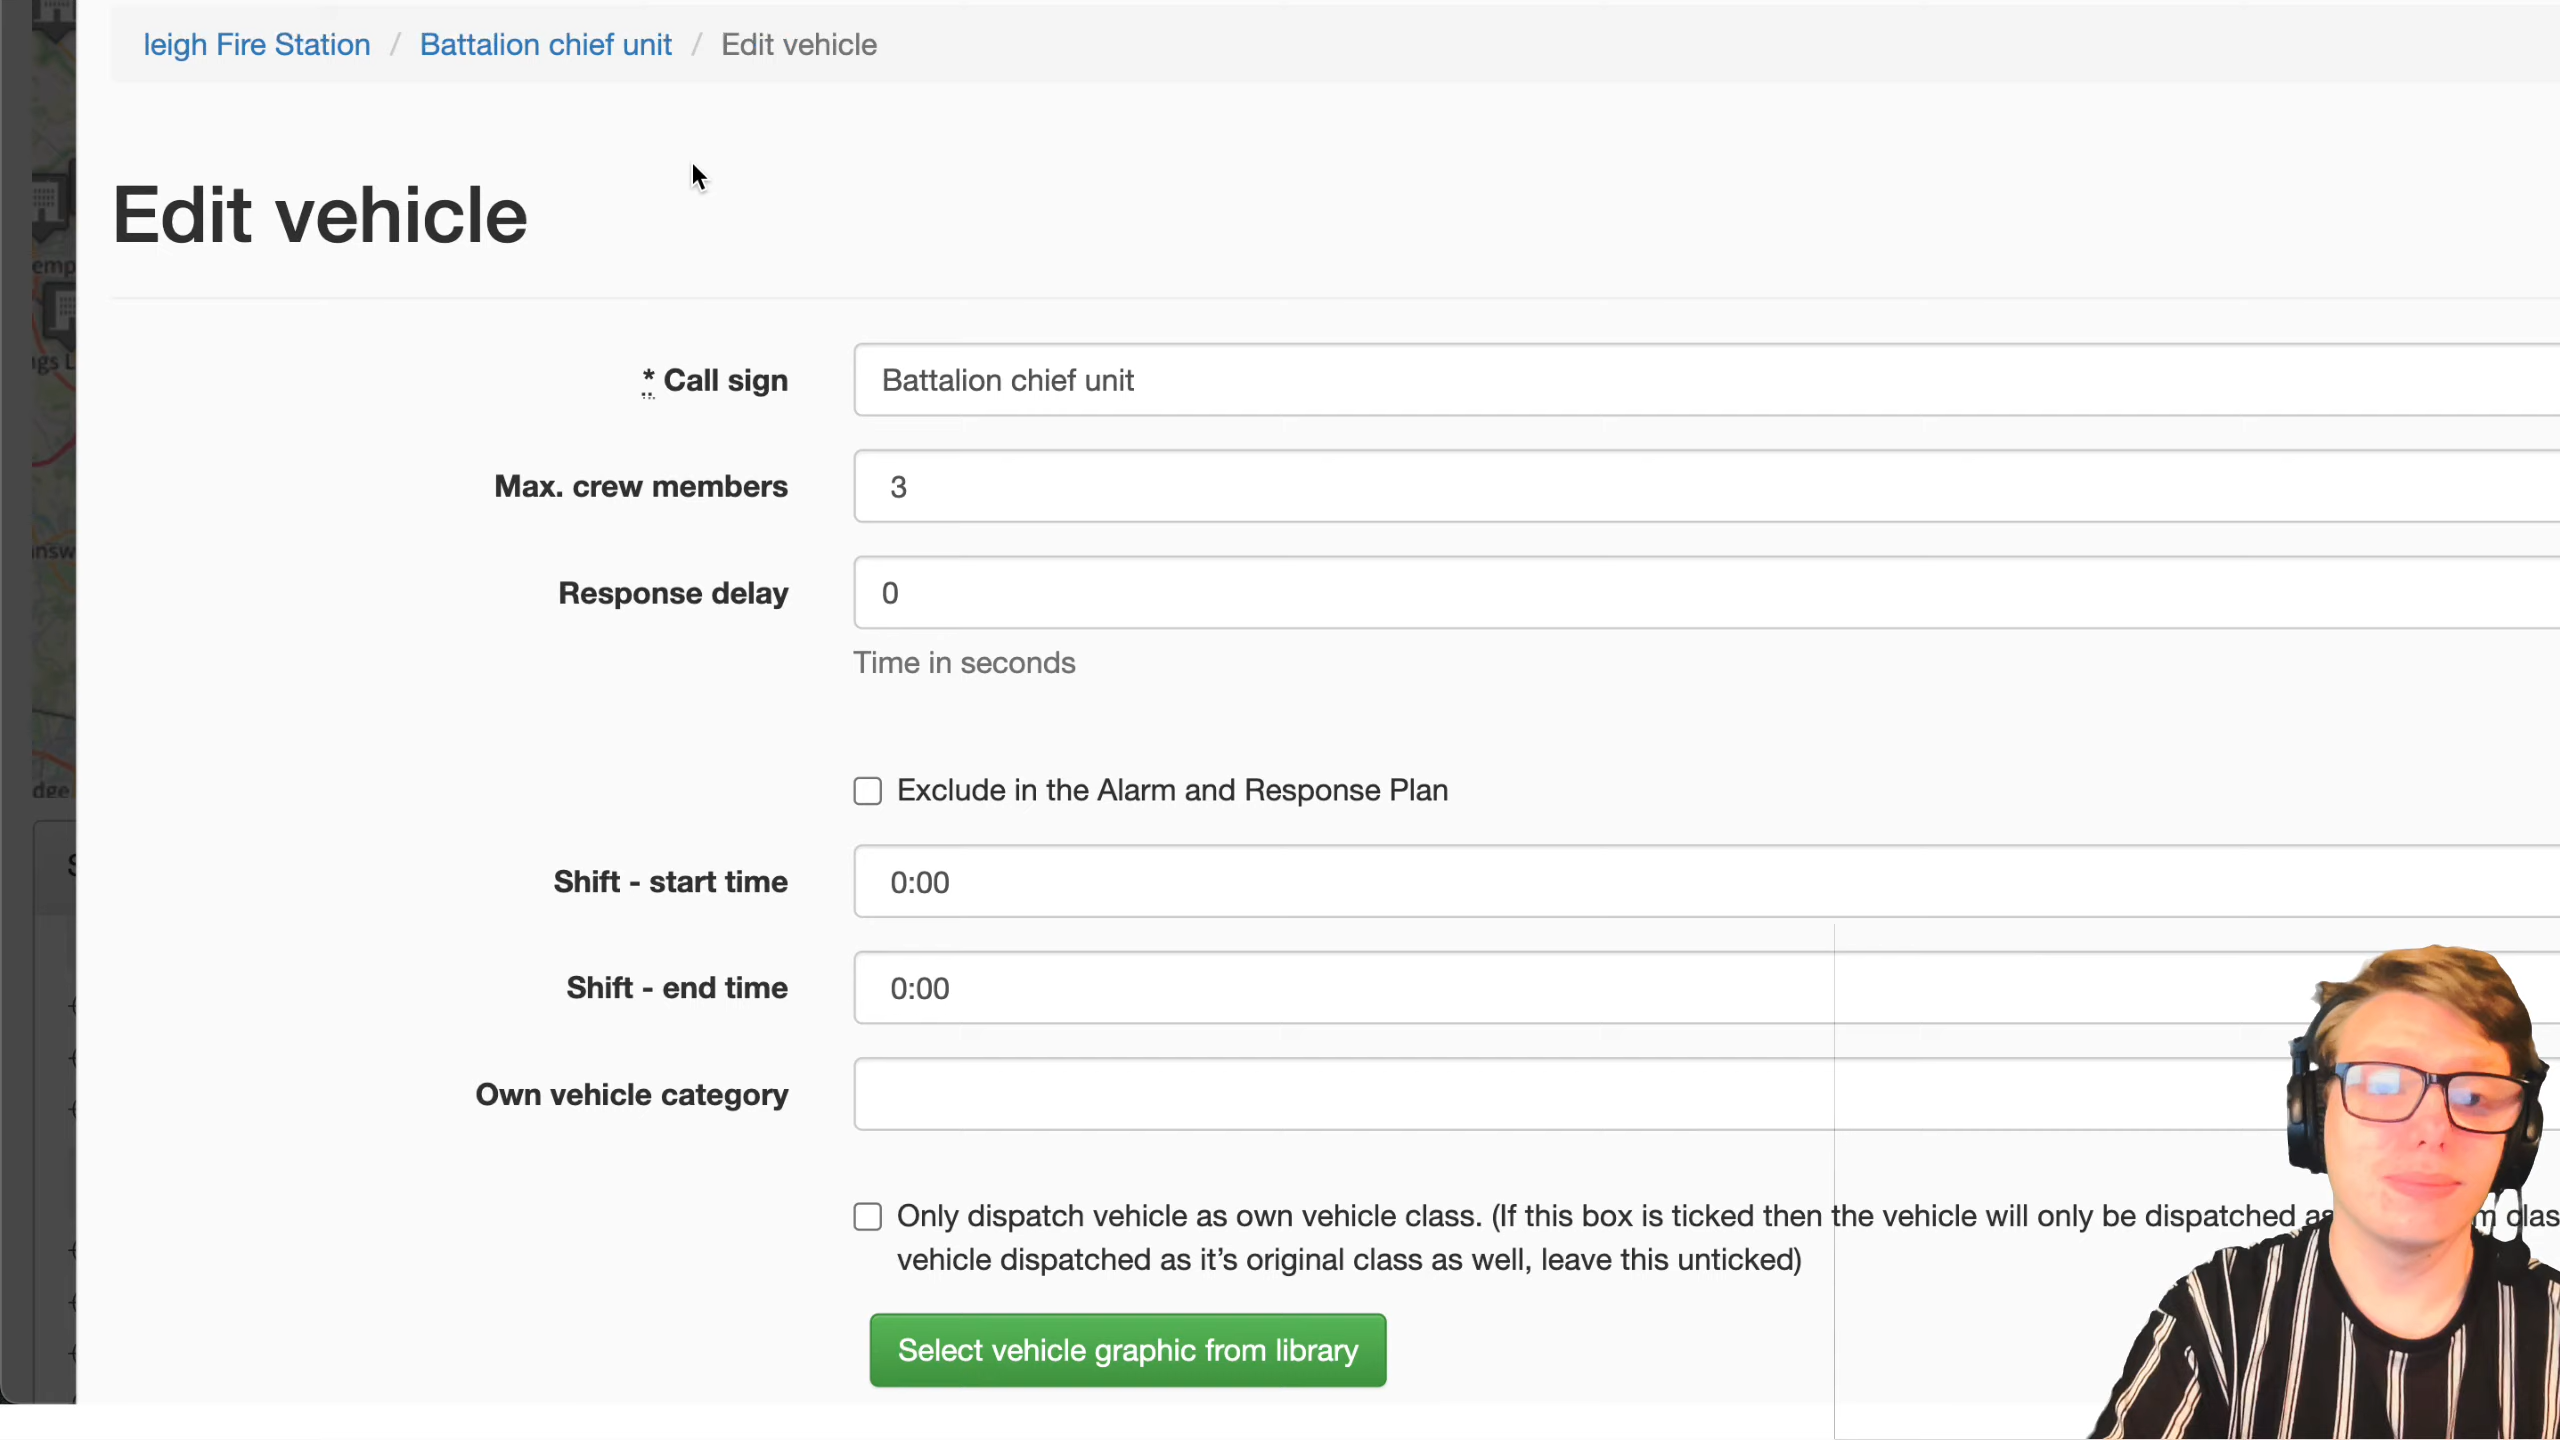 leigh Fire Station / Battalion chief unit / Edit vehicle
Edit vehicle
* Call sign
Battalion chief unit
Max. crew members
3
Response delay
0
Time in seconds
Exclude in the Alarm and Response Plan
Shift - start time
0:00
Shift - end time
0:00
Own vehicle category
Only dispatch vehicle as own vehicle class. (If this box is ticked then the vehicle will only be dispatched
vehicle dispatched as it's original class as well, leave this unticked)
Select vehicle graphic from library